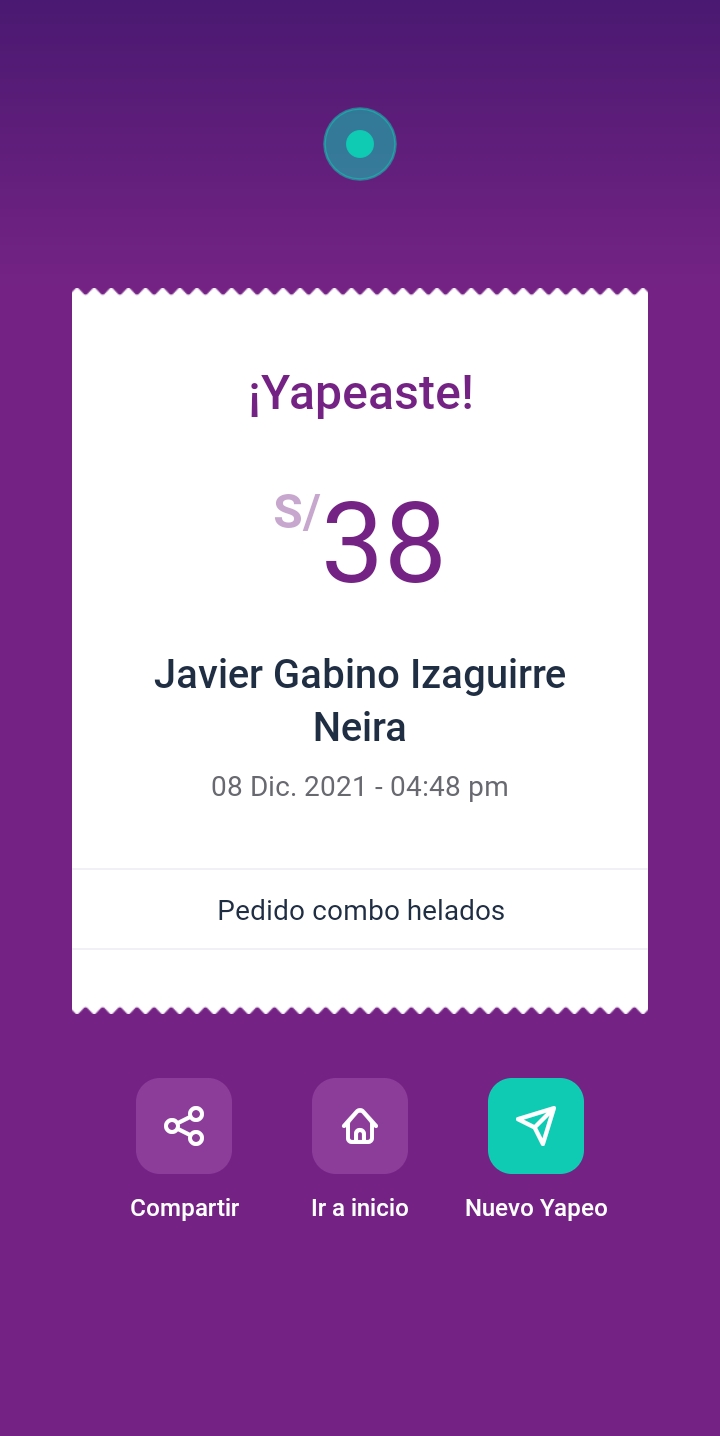 ¡Yapeaste!
S/38
Javier Gabino Izaguirre
Neira
08 Dic. 2021 - 04:48 pm
Pedido combo helados
Compartir
Ir a inicio
Nuevo Yapeo